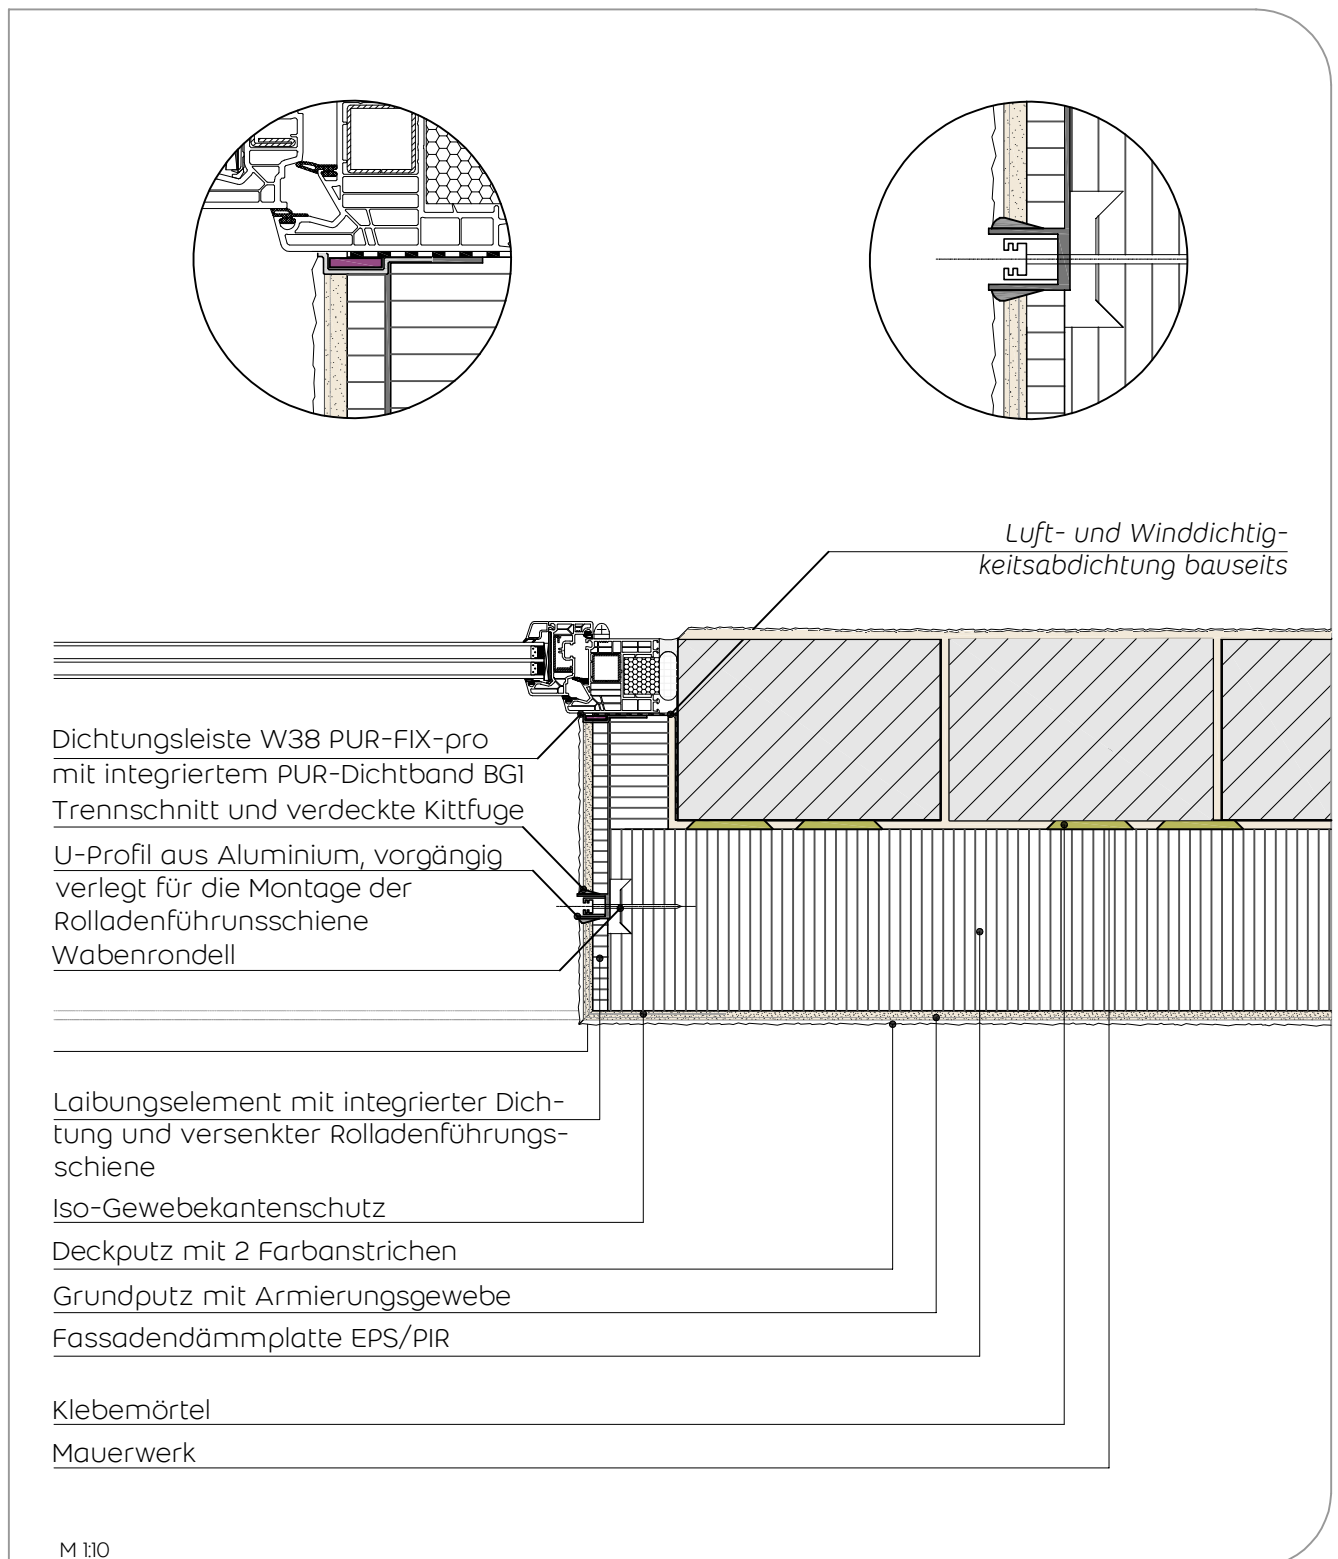 Luft- und Winddichtig-
keitsabdichtung bauseits
Dichtungsleiste W38 PUR-FIX-pro
mit integriertem PUR-Dichtband BG1
Trennschnitt und verdeckte Kittfuge
U-Profil aus Aluminium, vorgängig
verlegt für die Montage der
Rolladenführunsschiene
Wabenrondell
Laibungselement mit integrierter Dich-
tung und versenkter Rolladenführungs-
schiene
Iso-Gewebekantenschutz
Deckputz mit 2 Farbanstrichen
Grundputz mit Armierungsgewebe
Fassadendämmplatte EPS/PIR
Klebemörtel
Mauerwerk
M 1:10